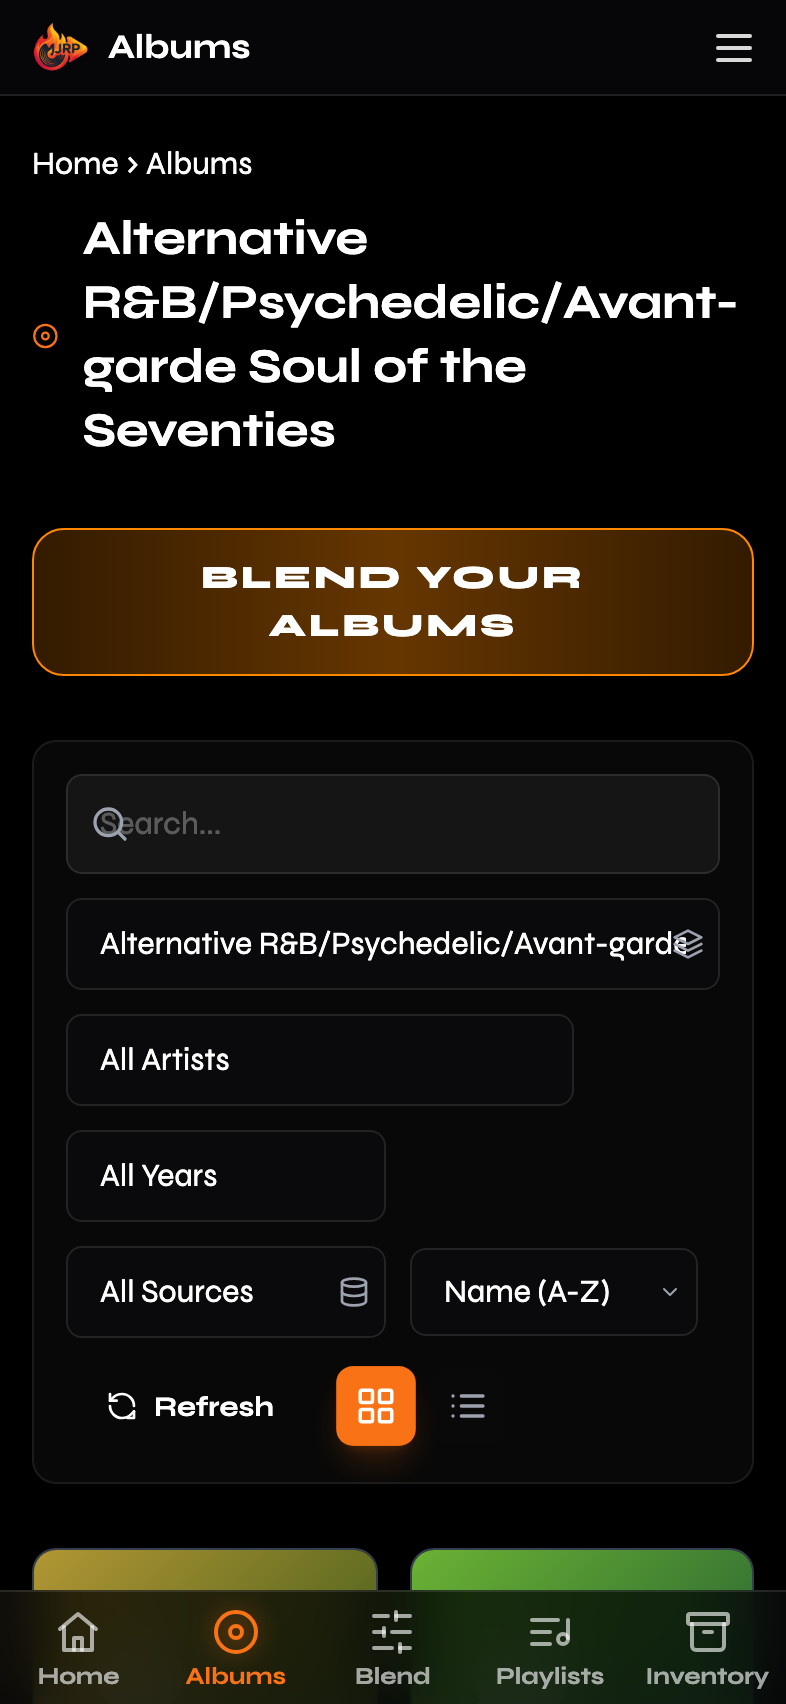 MJRP
Albums
Home › Albums
Alternative
R&B/Psychedelic/Avant-
garde Soul of the
Seventies
BLEND YOUR
ALBUMS
Search...
Alternative R&B/Psychedelic/Avant-garde
All Artists
All Years
All Sources
Name (A-Z)
Refresh
Home
Albums
Blend
Playlists
Inventory